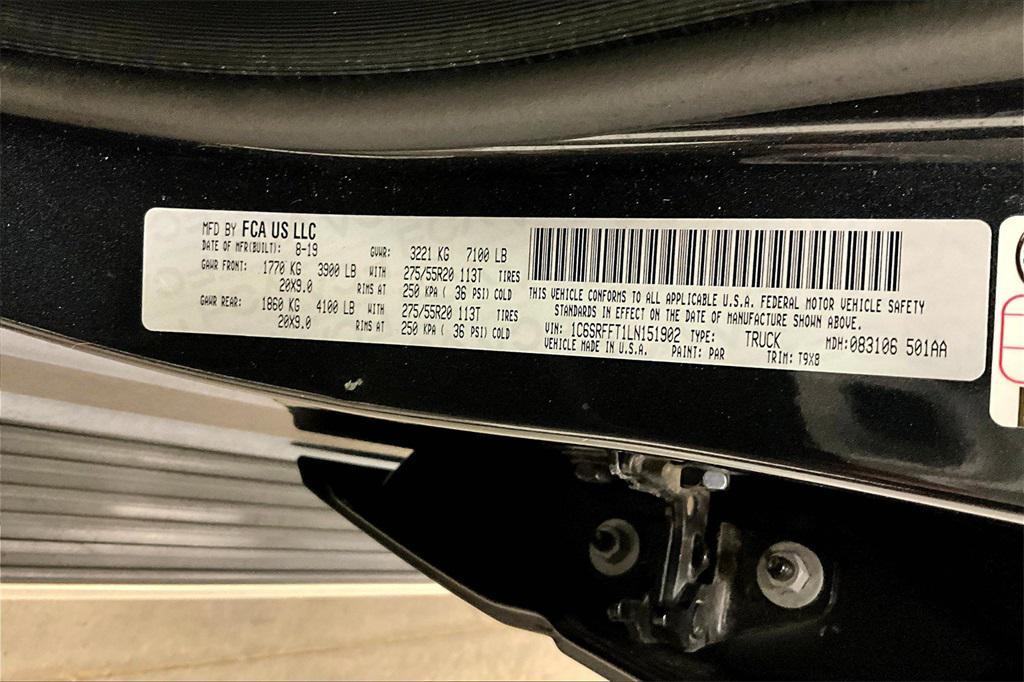 MFD BY FCA US LLC
DATE OF MFR(BUILT): 8-19 GVWR: 3221 KG 7100 LB
GAWR FRONT: 1770 KG 3900 LB WITH 275/55R20 113T TIRES
20X9.0 RIMS AT 250 KPA ( 36 PSI) COLD
GAWR REAR: 1860 KG 4100 LB WITH 275/55R20 113T TIRES
20X9.0 RIMS AT 250 KPA ( 36 PSI) COLD
THIS VEHICLE CONFORMS TO ALL APPLICABLE U.S.A. FEDERAL MOTOR VEHICLE SAFETY
STANDARDS IN EFFECT ON THE DATE OF MANUFACTURE SHOWN ABOVE.
VIN: 1C6SRFFT1LN151902 TYPE: TRUCK MDH:083106 501AA
VEHICLE MADE IN U.S.A. PAINT: PAR TRIM: T9X8